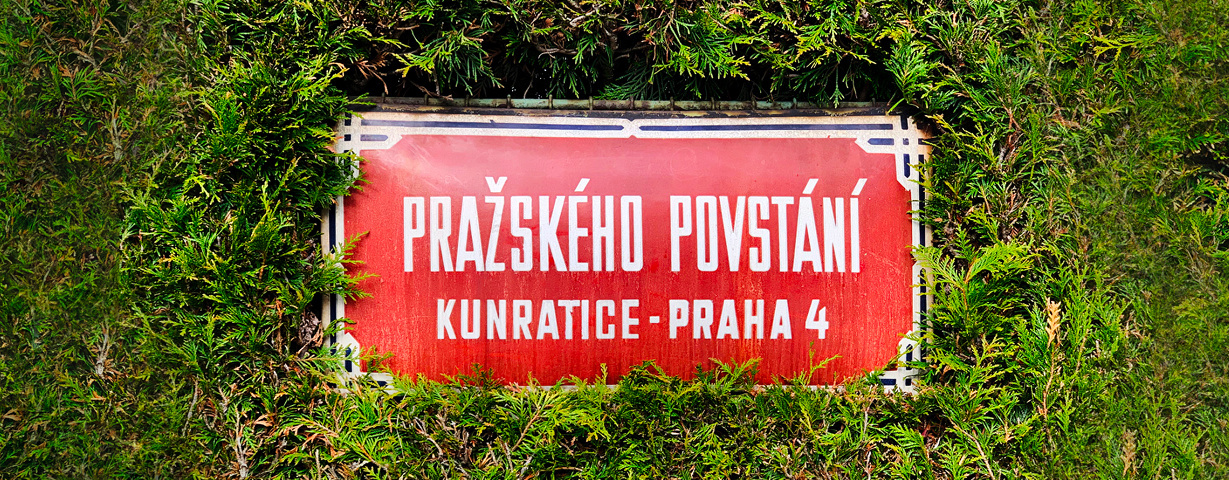 PRAŽSKÉHO POVSTÁNÍ
KUNRATICE - PRAHA 4